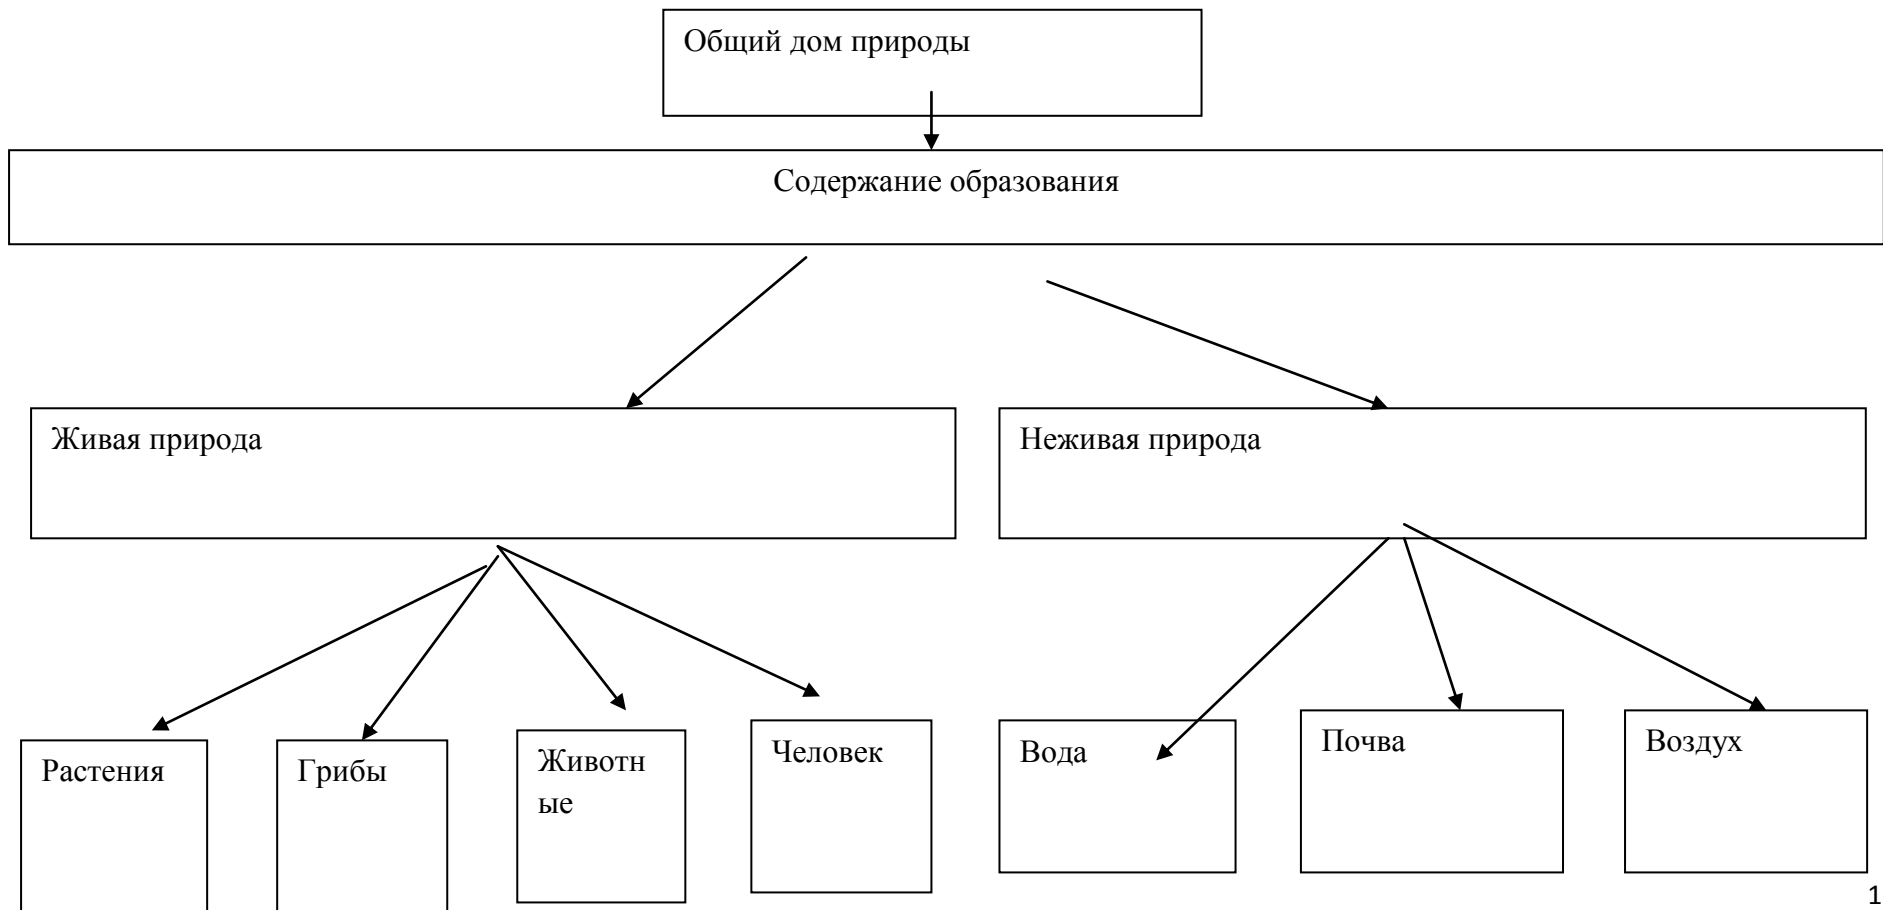 Общий дом природы
Содержание образования
Живая природа
Неживая природа
Растения
Грибы
Животн
ые
Человек
Вода
Почва
Воздух
1